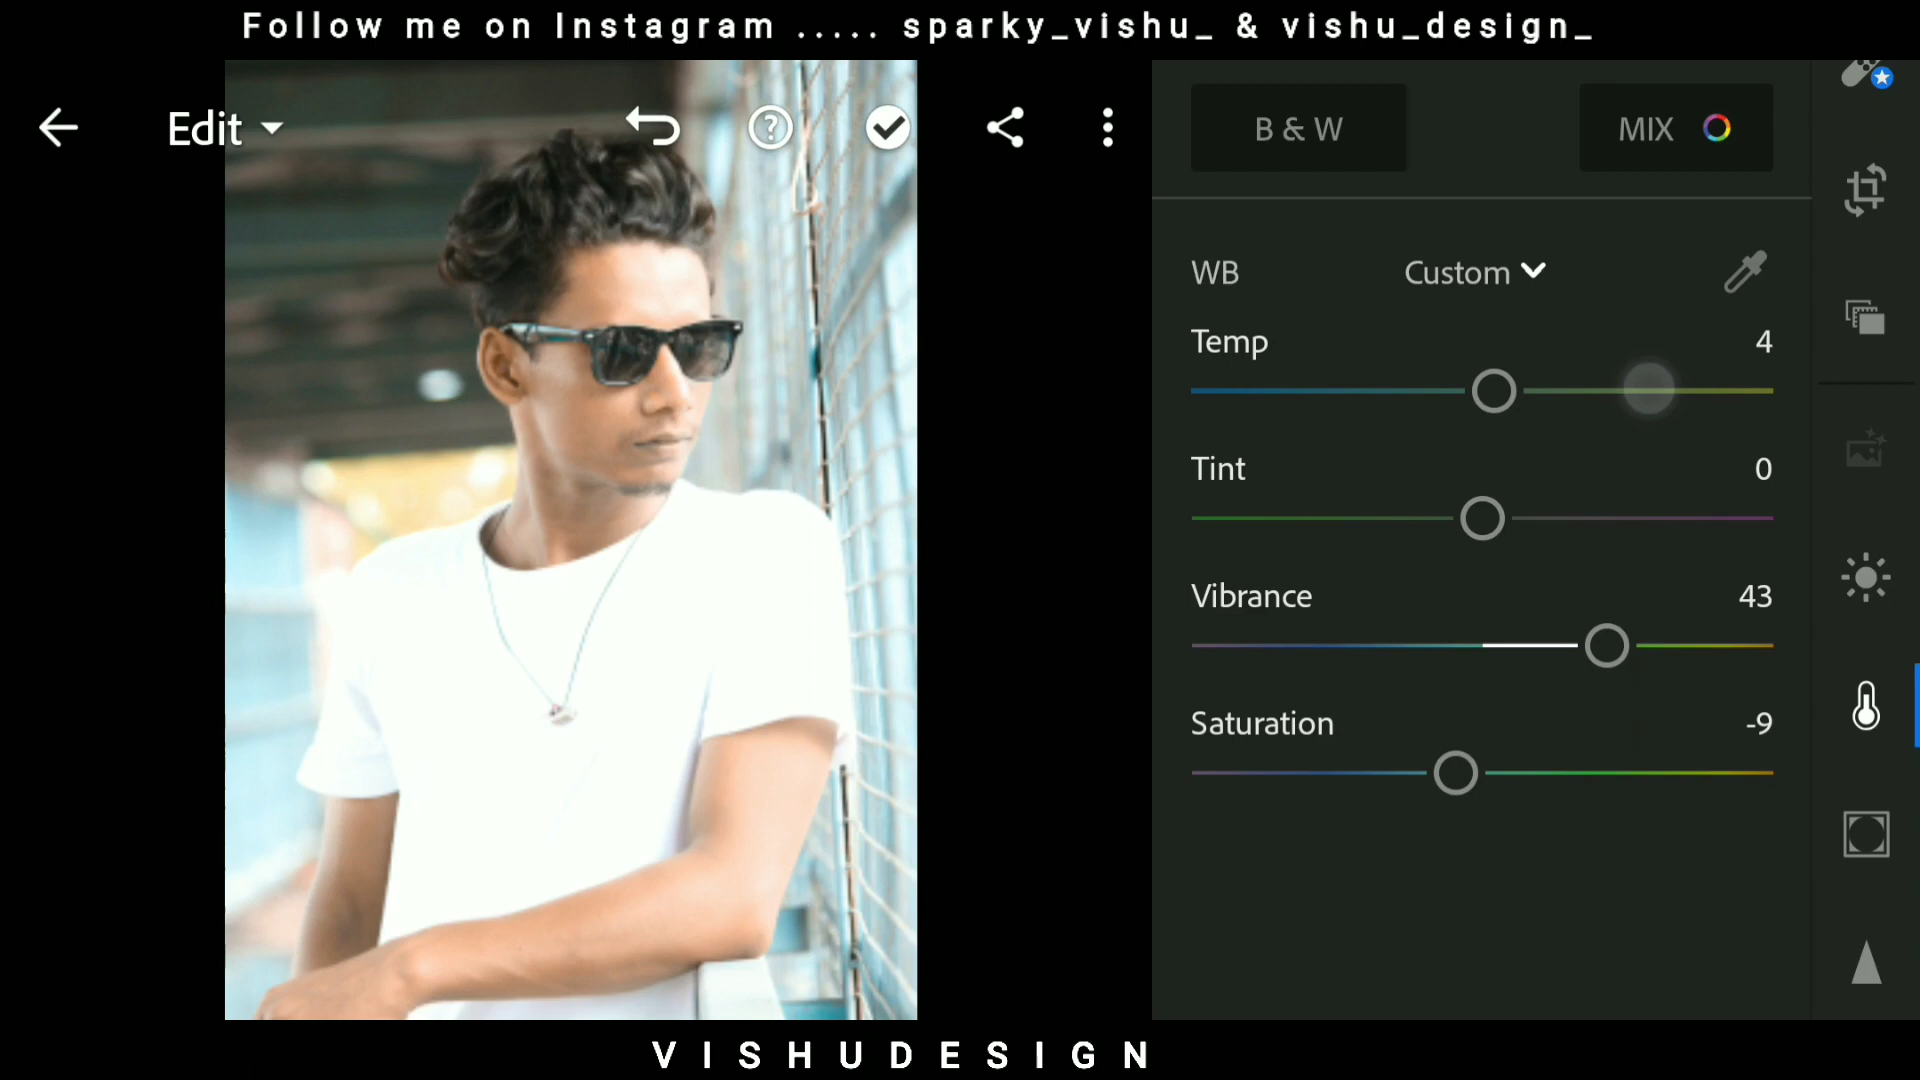 Follow me on Instagram ..... sparky_vishu_ & vishu_design_
Edit
B & W
MIX
WB
Custom
Temp
4
Tint
0
Vibrance
43
Saturation
-9
VISHUDESIGN